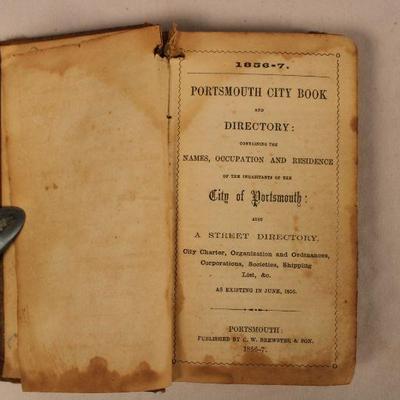 1856-7.
PORTSMOUTH CITY BOOK
AND
DIRECTORY:
CONTAINING THE
NAMES, OCCUPATION AND RESIDENCE
OF THE INHABITANTS OF THE
City of Portsmouth:
ALSO
A STREET DIRECTORY,
City Charter, Organization and Ordinances,
Corporations, Societies, Shipping
List, &c.
AS EXISTING IN JUNE, 1856.
PORTSMOUTH:
PUBLISHED BY C. W. BREWSTER & SON.
1856-7.